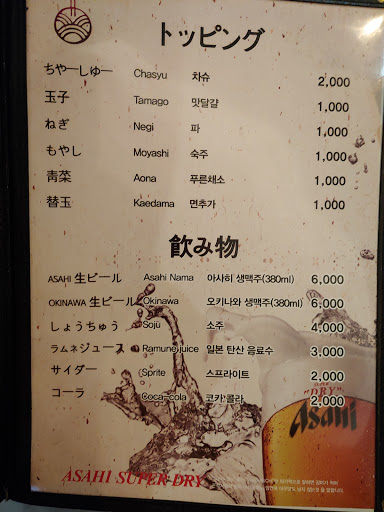 トッピング
ちゃーしゅー Chasyu 차슈 2,000
玉子 Tamago 맛달걀 1,000
ねぎ Negi 파 1,000
もやし Moyashi 숙주 1,000
青菜 Aona 푸른채소 1,000
替玉 Kaedama 면추가 1,000
飲み物
ASAHI 生ビール Asahi Nama 아사히 생맥주(380ml) 6,000
OKINAWA 生ビール Okinawa 오키나와 생맥주(380ml) 6,000
しょうちゅう Soju 소주 4,000
ラムネジュース Ramune juice 일본 탄산 음료수 3,000
サイダー Sprite 스프라이트 2,000
コーラ Coca-cola 코카 콜라 2,000
"DRY"
Asahi
ASAHI SUPER DRY